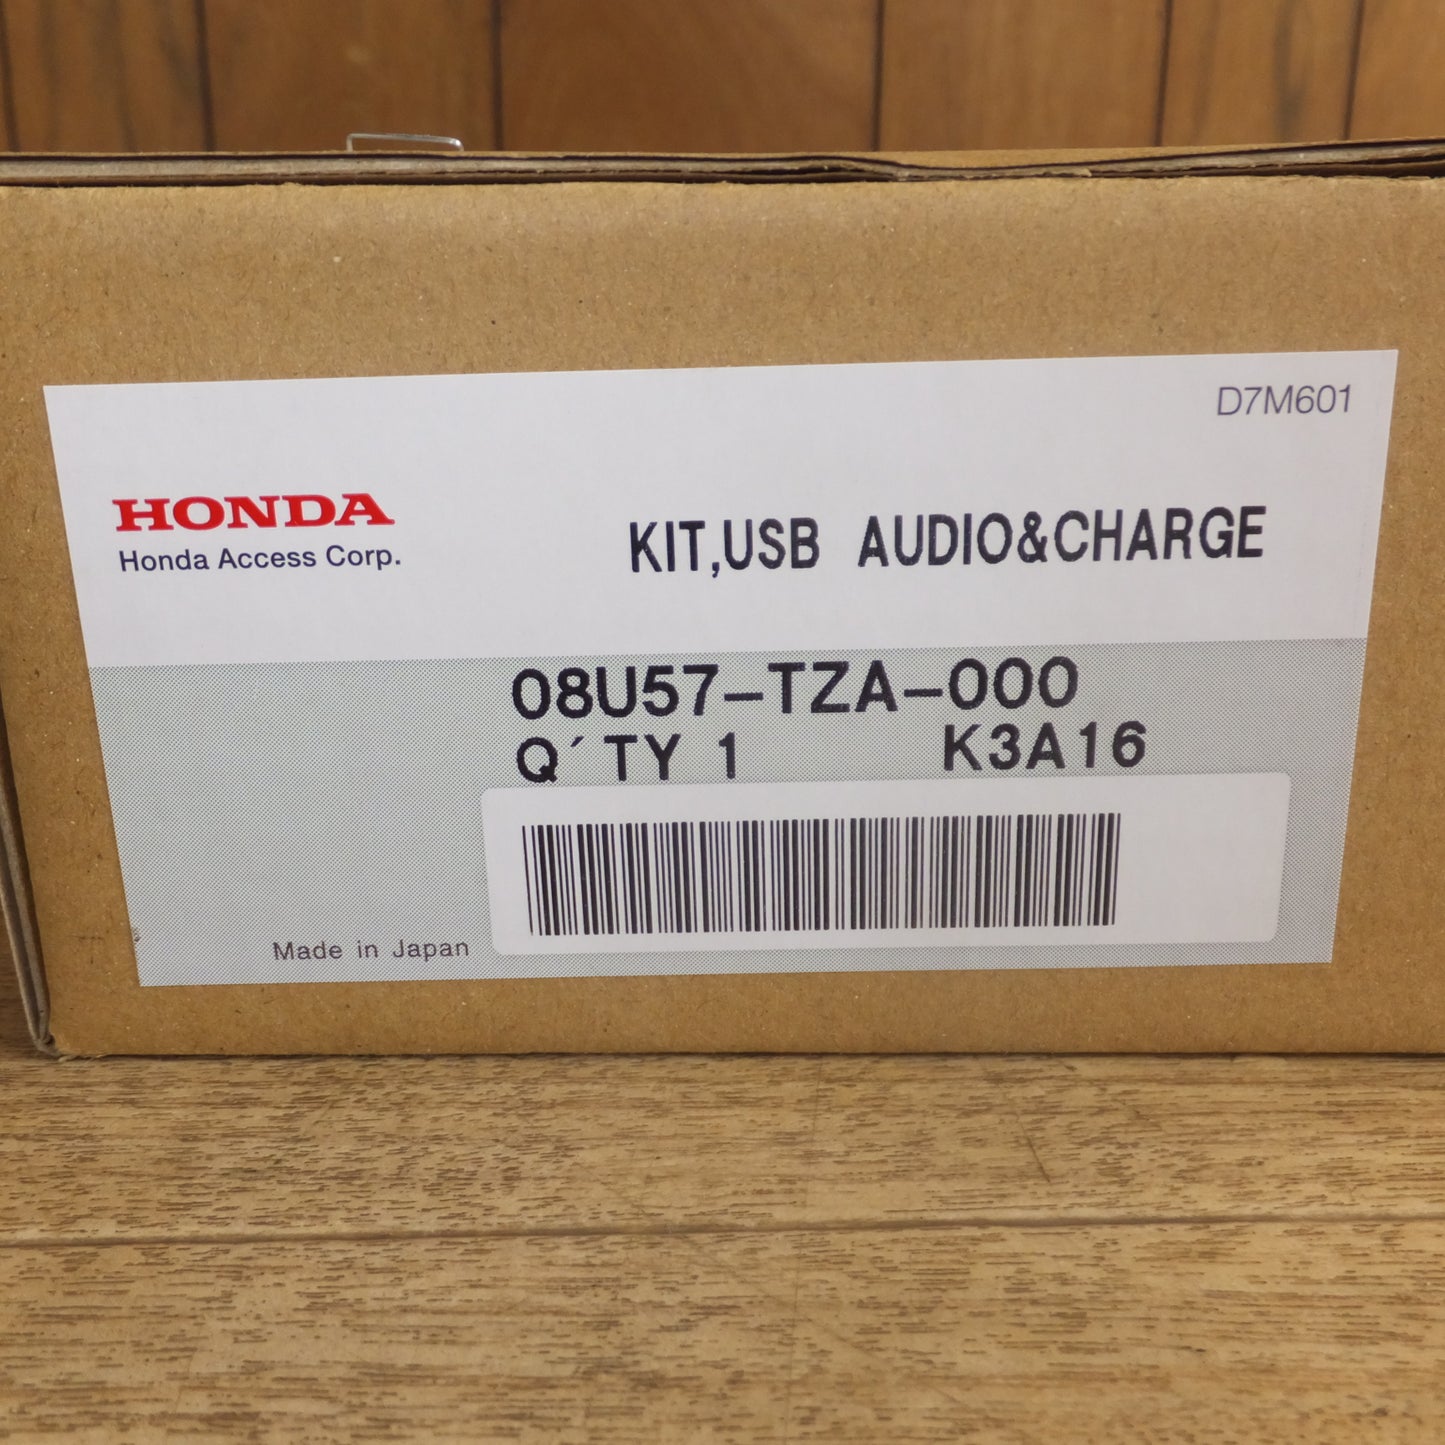 D7M601
HONDA
Honda Access Corp.
KIT,USB AUDIO&CHARGE
08U57-TZA-000
Q´TY 1 K3A16
Made in Japan